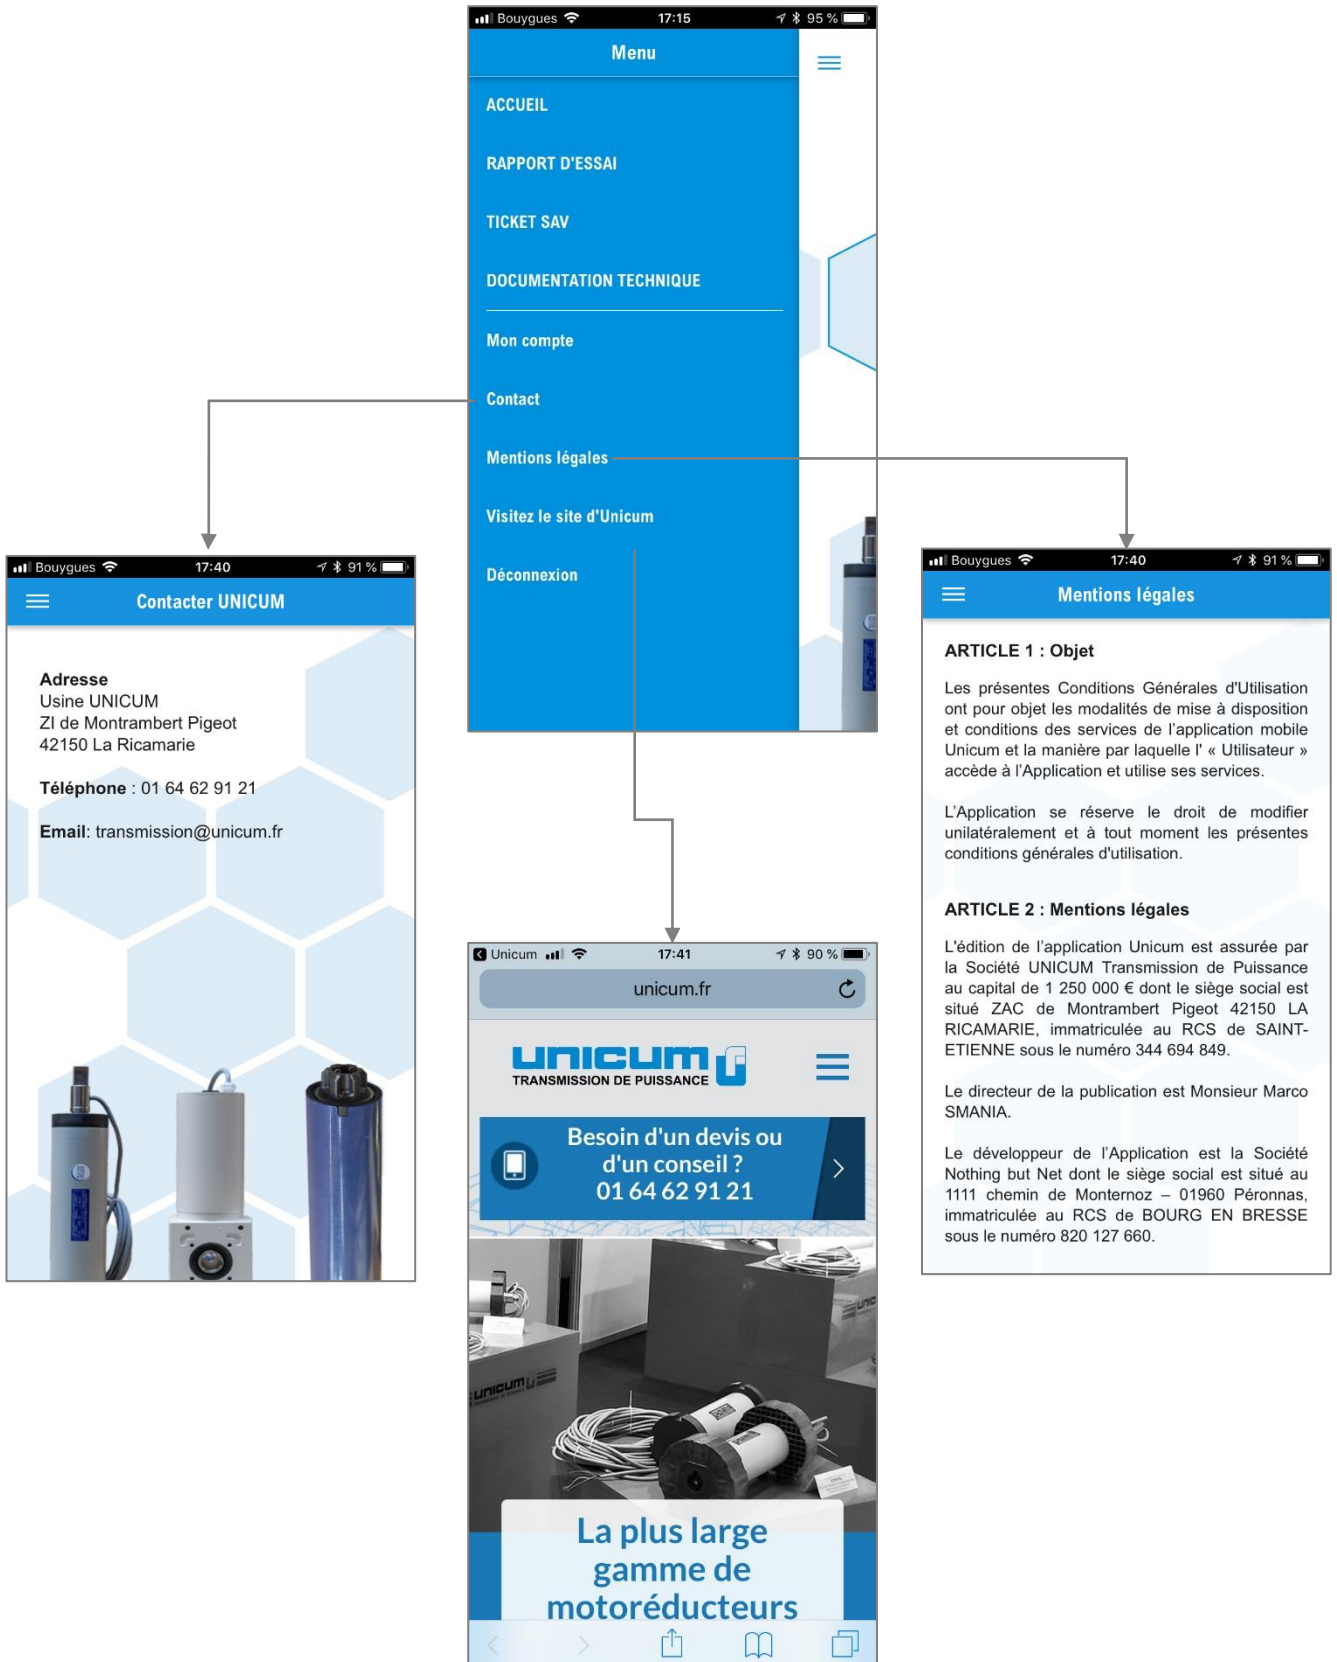 Bouygues 17:15 95 %
Menu
ACCUEIL
RAPPORT D'ESSAI
TICKET SAV
DOCUMENTATION TECHNIQUE
Mon compte
Contact
Mentions légales
Visitez le site d'Unicum
Déconnexion
Bouygues 17:40 91 %
Contacter UNICUM
Adresse
Usine UNICUM
ZI de Montrambert Pigeot
42150 La Ricamarie
Téléphone : 01 64 62 91 21
Email: transmission@unicum.fr
Bouygues 17:40 91 %
Mentions légales
ARTICLE 1 : Objet
Les présentes Conditions Générales d'Utilisation
ont pour objet les modalités de mise à disposition
et conditions des services de l'application mobile
Unicum et la manière par laquelle l' « Utilisateur »
accède à l'Application et utilise ses services.
L'Application se réserve le droit de modifier
unilatéralement et à tout moment les présentes
conditions générales d'utilisation.
ARTICLE 2 : Mentions légales
L'édition de l'application Unicum est assurée par
la Société UNICUM Transmission de Puissance
au capital de 1 250 000 € dont le siège social est
situé ZAC de Montrambert Pigeot 42150 LA
RICAMARIE, immatriculée au RCS de SAINT-
ETIENNE sous le numéro 344 694 849.
Le directeur de la publication est Monsieur Marco
SMANIA.
Le développeur de l'Application est la Société
Nothing but Net dont le siège social est situé au
1111 chemin de Monternoz – 01960 Péronnas,
immatriculée au RCS de BOURG EN BRESSE
sous le numéro 820 127 660.
Unicum 17:41 90 %
unicum.fr
unicum
TRANSMISSION DE PUISSANCE
Besoin d'un devis ou
d'un conseil ?
01 64 62 91 21
unicum
La plus large
gamme de
motoréducteurs